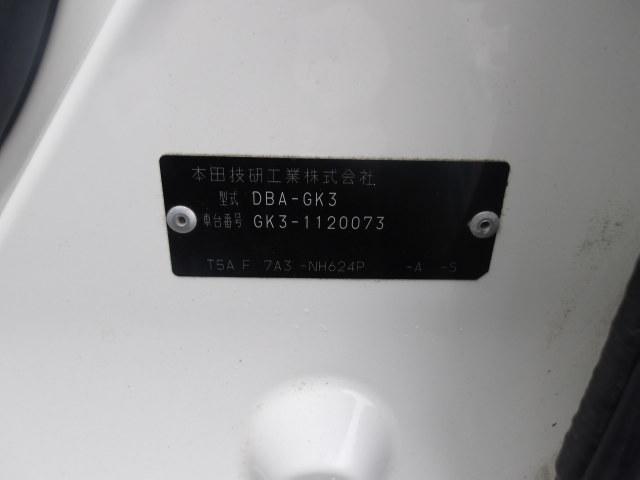 本田技研工業株式会社
型式 DBA-GK3
車台番号 GK3-1120073
T5A F 7A3 -NH624P -A -S